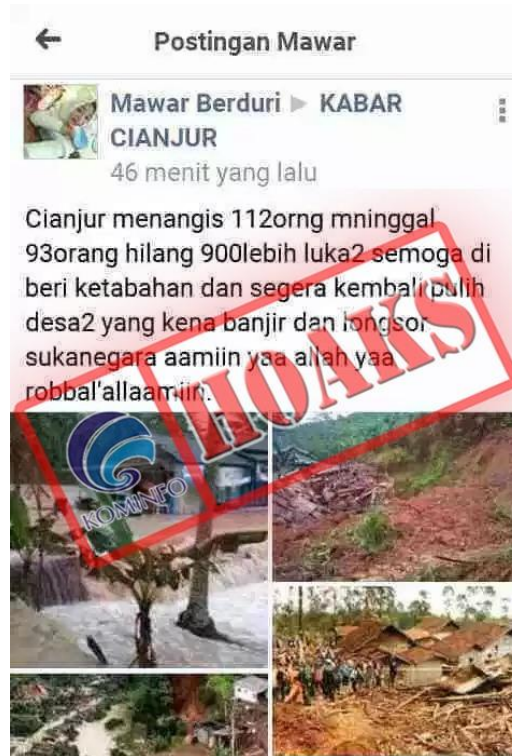 Postingan Mawar
Mawar Berduri ▶ KABAR
CIANJUR
46 menit yang lalu
Cianjur menangis 112orng mninggal
93orang hilang 900lebih luka2 semoga di
beri ketabahan dan segera kembali pulih
desa2 yang kena banjir dan longsor
sukanegara aamiin yaa allah yaa
robbal'allaamiin.
HOAKS
KOMINFO